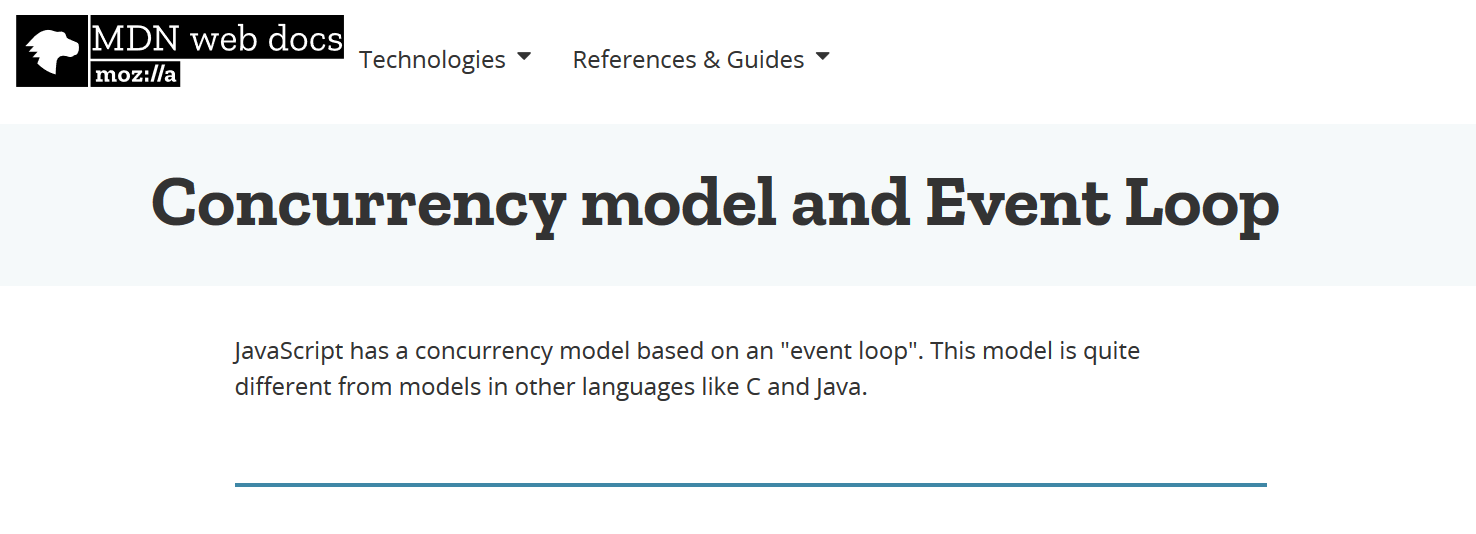 MDN web docs
moz://a
Technologies
References & Guides
Concurrency model and Event Loop
JavaScript has a concurrency model based on an "event loop". This model is quite
different from models in other languages like C and Java.